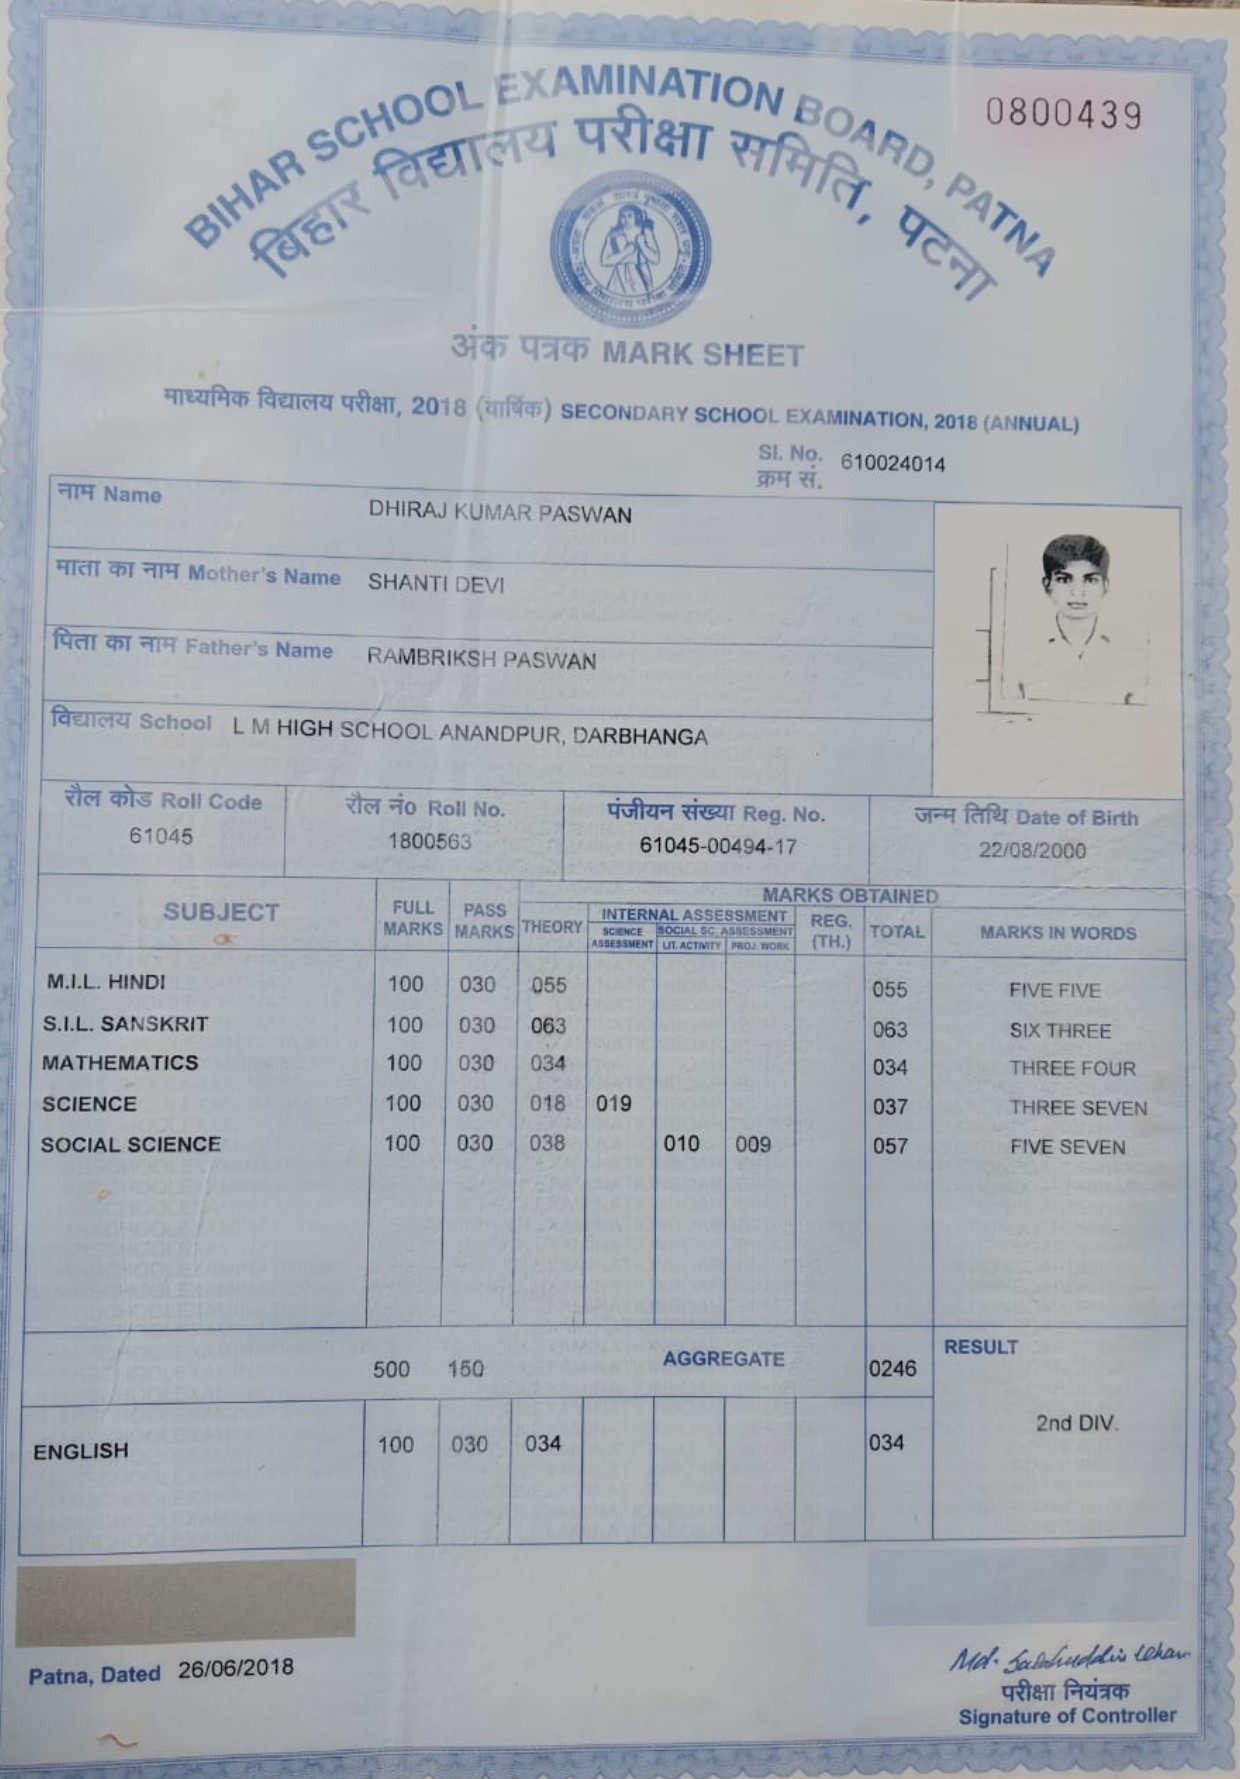 0800439
BIHAR SCHOOL EXAMINATION BOARD, PATNA
बिहार विद्यालय परीक्षा समिति, पटना
अंक पत्रक MARK SHEET
माध्यमिक विद्यालय परीक्षा, 2018 (वार्षिक) SECONDARY SCHOOL EXAMINATION, 2018 (ANNUAL)
Sl. No. 610024014
क्रम सं.
नाम Name DHIRAJ KUMAR PASWAN
माता का नाम Mother's Name SHANTI DEVI
पिता का नाम Father's Name RAMBRIKSH PASWAN
विद्यालय School L M HIGH SCHOOL ANANDPUR, DARBHANGA
रौल कोड Roll Code रौल नं० Roll No. पंजीयन संख्या Reg. No. जन्म तिथि Date of Birth
61045 1800563 61045-00494-17 22/08/2000
SUBJECT FULL MARKS PASS MARKS THEORY MARKS OBTAINED
INTERNAL ASSESSMENT REG. (TH.) TOTAL MARKS IN WORDS
SCIENCE ASSESSMENT SOCIAL SC. ASSESSMENT
LIT. ACTIVITY PROJ. WORK
M.I.L. HINDI 100 030 055 055 FIVE FIVE
S.I.L. SANSKRIT 100 030 063 063 SIX THREE
MATHEMATICS 100 030 034 034 THREE FOUR
SCIENCE 100 030 018 019 037 THREE SEVEN
SOCIAL SCIENCE 100 030 038 010 009 057 FIVE SEVEN
500 150 AGGREGATE 0246 RESULT
2nd DIV.
ENGLISH 100 030 034 034
Patna, Dated 26/06/2018
परीक्षा नियंत्रक
Signature of Controller